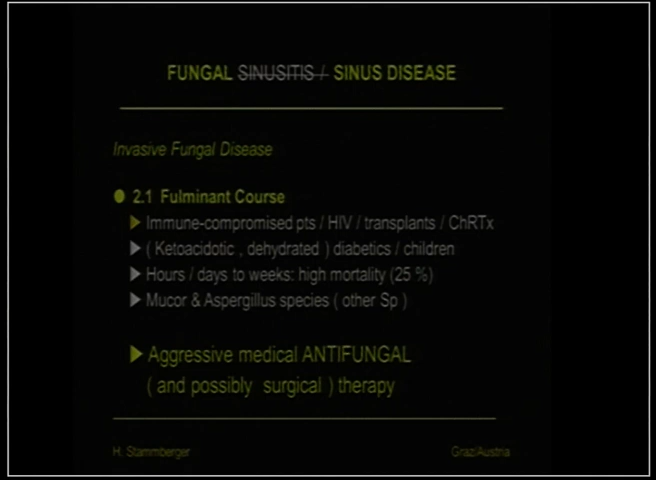 FUNGAL SINUSITIS / SINUS DISEASE
Invasive Fungal Disease
2.1 Fulminant Course
Immune-compromised pts / HIV / transplants / ChRTx
( Ketoacidotic , dehydrated ) diabetics / children
Hours / days to weeks: high mortality (25 %)
Mucor & Aspergillus species ( other Sp )
Aggressive medical ANTIFUNGAL
( and possibly surgical ) therapy
H. Stammberger Graz/Austria